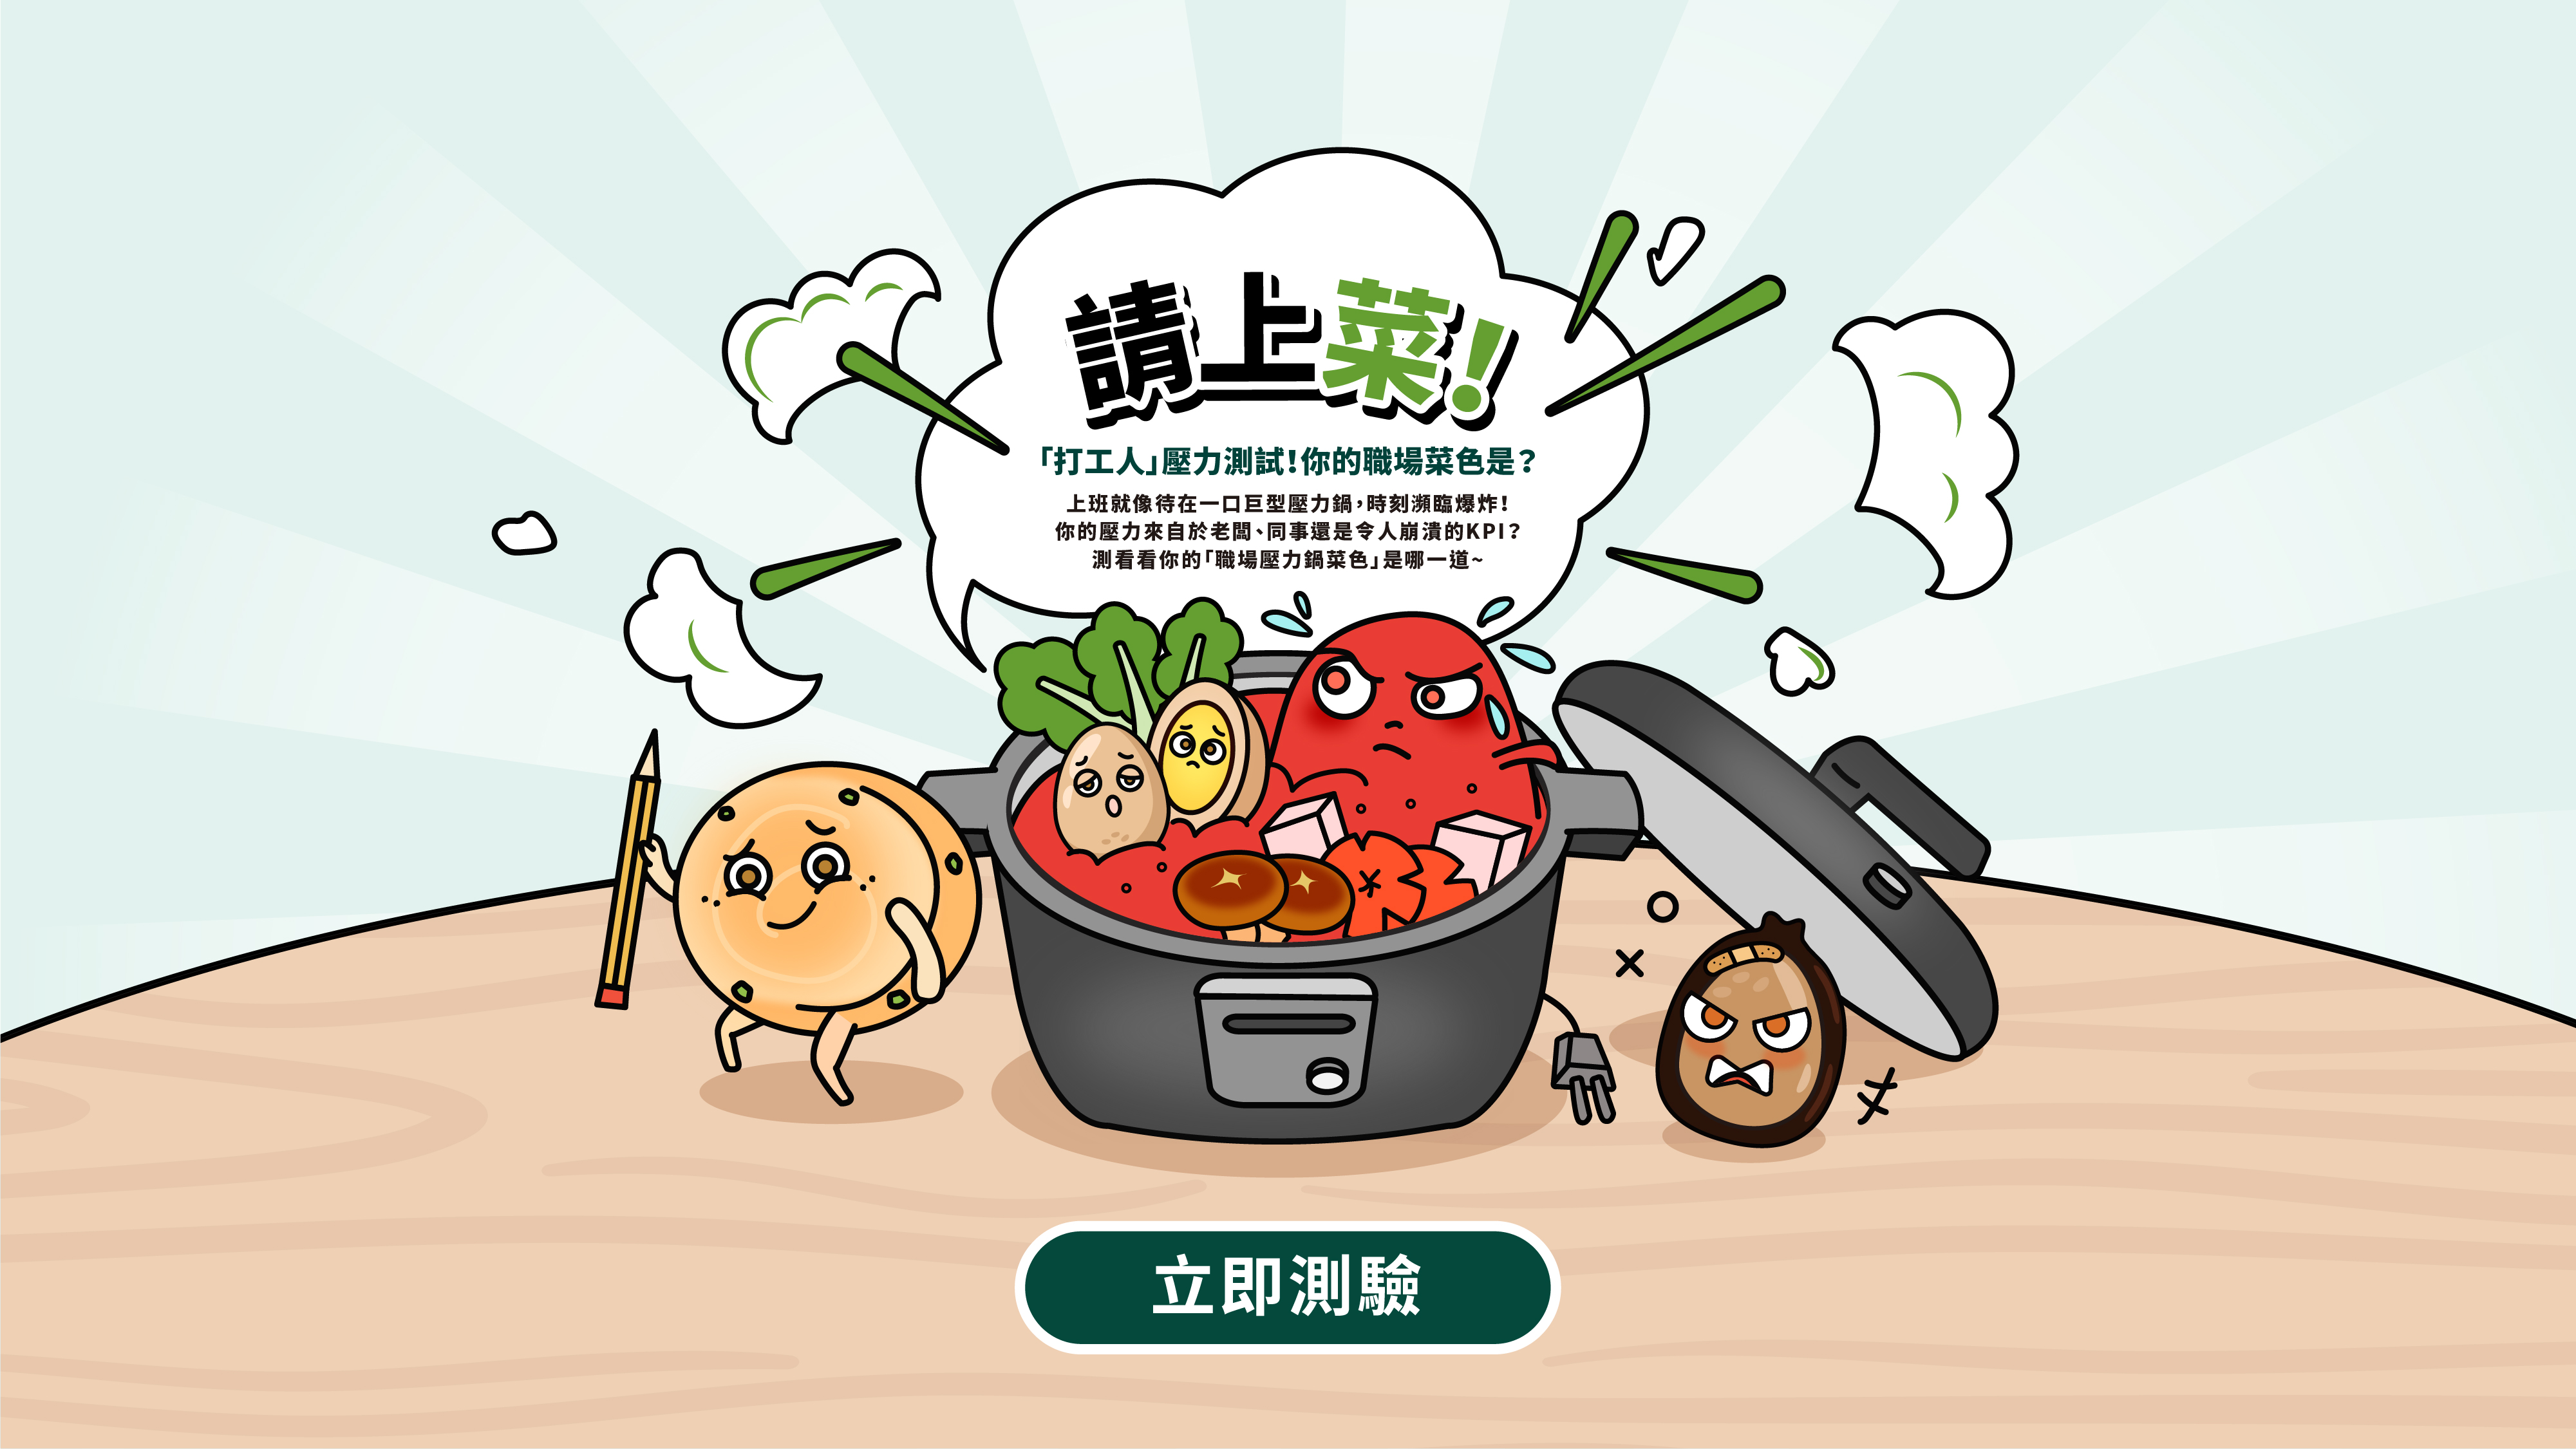 請上菜!
「打工人」壓力測試!你的職場菜色是?
上班就像待在一口巨型壓力鍋,時刻瀕臨爆炸!
你的壓力來自於老闆、同事還是令人崩潰的KPI?
測看看你的「職場壓力鍋菜色」是哪一道~
立即測驗